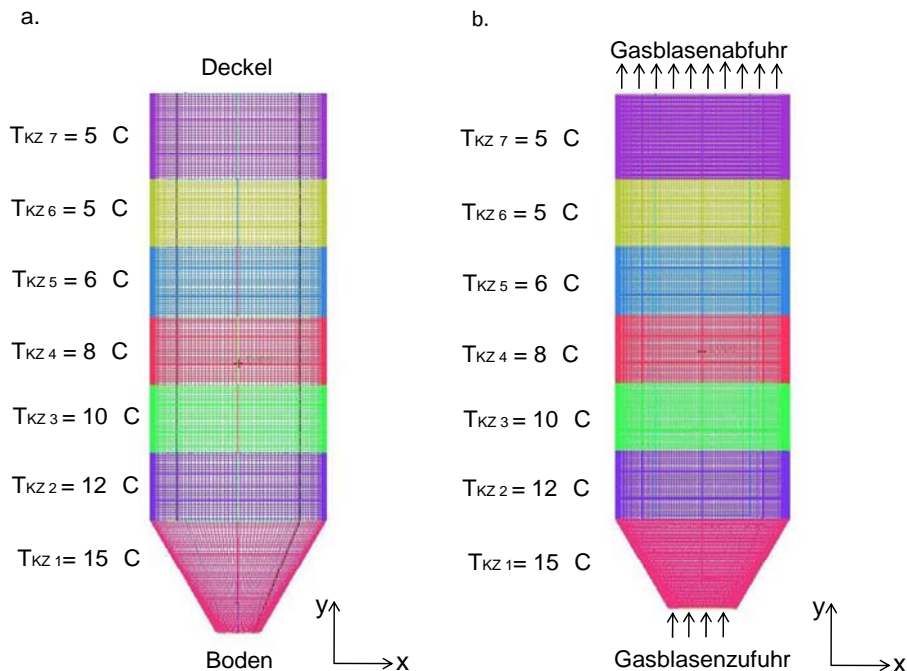 a.
Deckel
TKZ 7 = 5 C
TKZ 6 = 5 C
TKZ 5 = 6 C
TKZ 4 = 8 C
TKZ 3 = 10 C
TKZ 2 = 12 C
TKZ 1= 15 C
Boden
y
x
b.
Gasblasenabfuhr
TKZ 7 = 5 C
TKZ 6 = 5 C
TKZ 5 = 6 C
TKZ 4 = 8 C
TKZ 3 = 10 C
TKZ 2 = 12 C
TKZ 1= 15 C
Gasblasenzufuhr
y
x